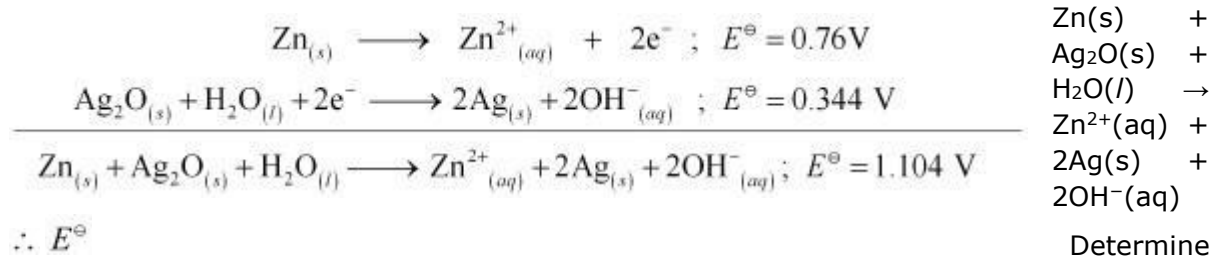 Zn(s) ⟶ Zn²⁺(aq) + 2e⁻ ; E⊖ = 0.76V
Ag₂O(s) + H₂O(l) + 2e⁻ ⟶ 2Ag(s) + 2OH⁻(aq) ; E⊖ = 0.344 V
Zn(s) + Ag₂O(s) + H₂O(l) ⟶ Zn²⁺(aq) + 2Ag(s) + 2OH⁻(aq) ; E⊖ = 1.104 V
∴ E⊖
Zn(s) +
Ag₂O(s) +
H₂O(l) →
Zn²⁺(aq) +
2Ag(s) +
2OH⁻(aq)
Determine